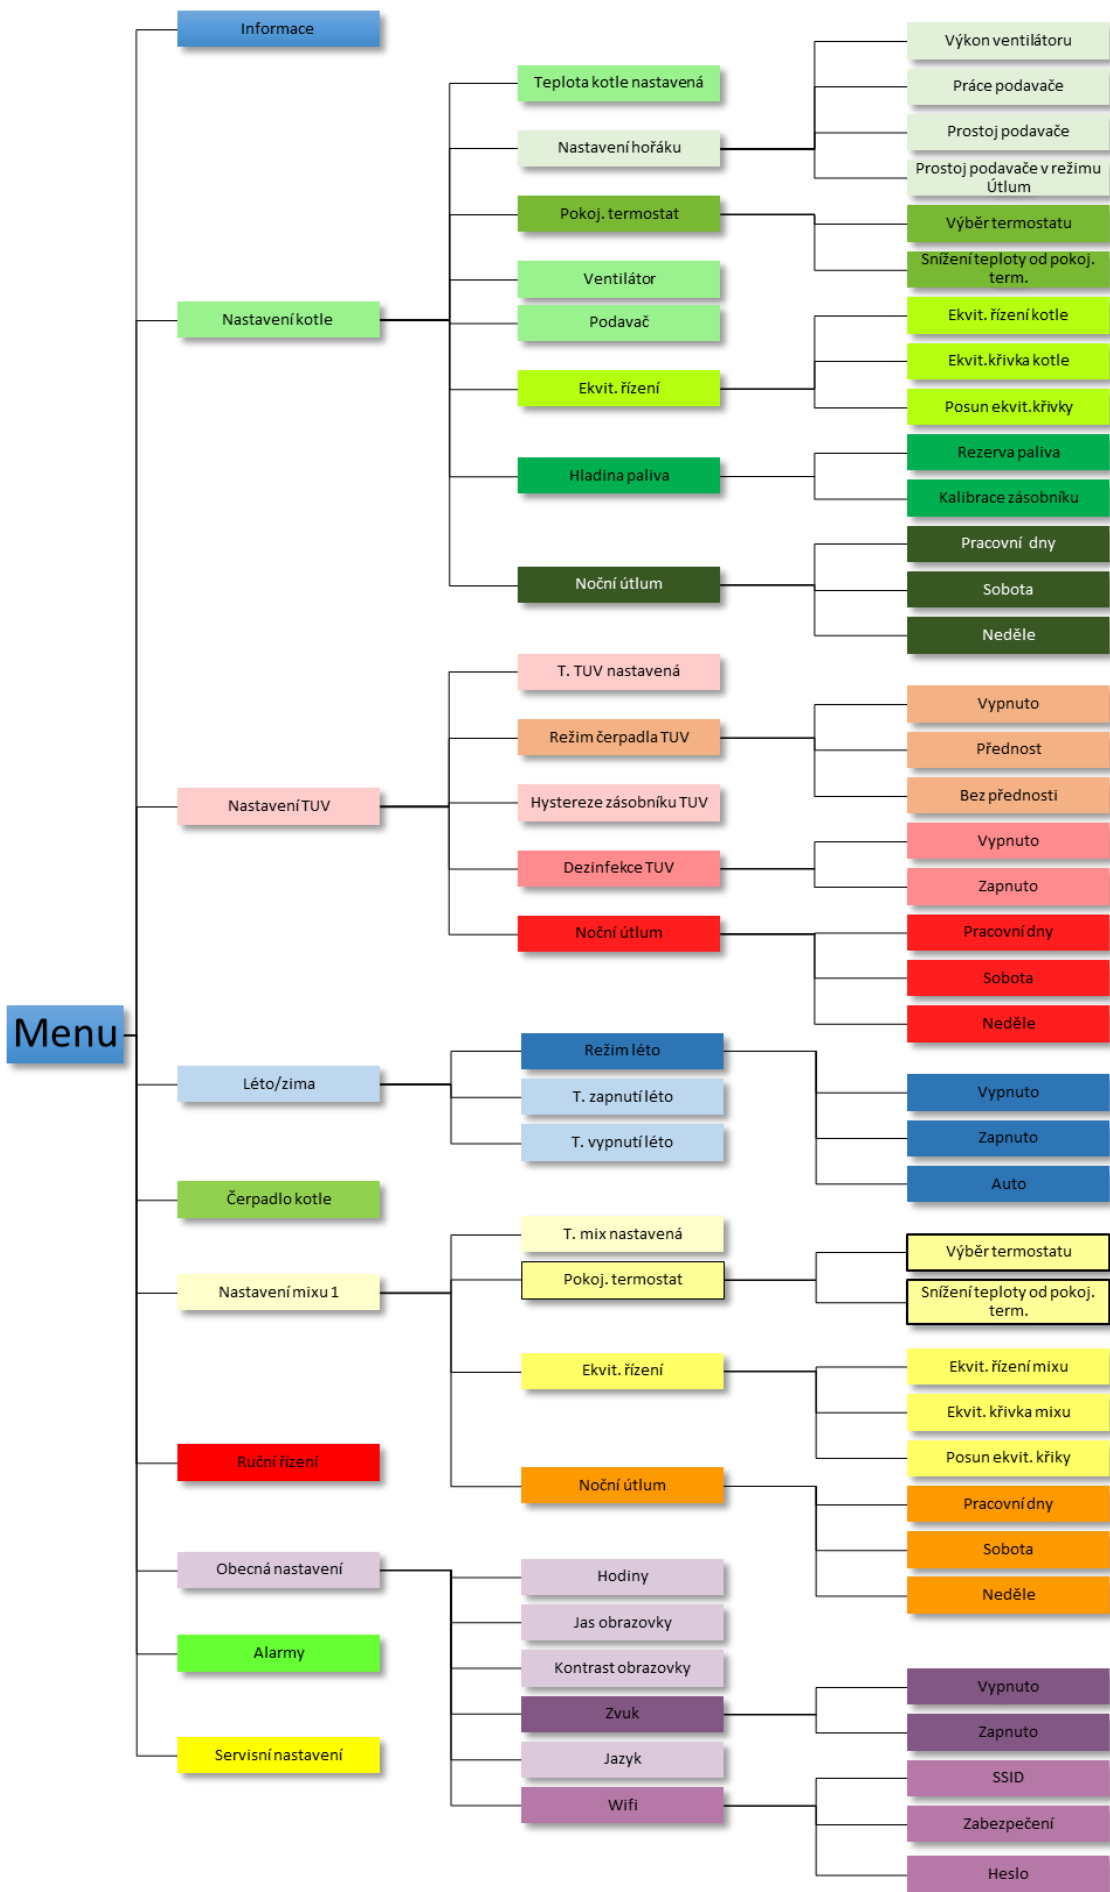 Menu
Informace
Nastavení kotle
Teplota kotle nastavená
Nastavení hořáku
Výkon ventilátoru
Práce podavače
Prostoj podavače
Prostoj podavače v režimu
Útlum
Pokoj. termostat
Výběr termostatu
Snížení teploty od pokoj.
term.
Ventilátor
Podavač
Ekvit. řízení
Ekvit. řízení kotle
Ekvit.křivka kotle
Posun ekvit.křivky
Hladina paliva
Rezerva paliva
Kalibrace zásobníku
Noční útlum
Pracovní dny
Sobota
Neděle
Nastavení TUV
T. TUV nastavená
Režim čerpadla TUV
Vypnuto
Přednost
Bez přednosti
Hystereze zásobníku TUV
Dezinfekce TUV
Vypnuto
Zapnuto
Noční útlum
Pracovní dny
Sobota
Neděle
Léto/zima
Režim léto
Vypnuto
Zapnuto
Auto
T. zapnutí léto
T. vypnutí léto
Čerpadlo kotle
Nastavení mixu 1
T. mix nastavená
Pokoj. termostat
Výběr termostatu
Snížení teploty od pokoj.
term.
Ekvit. řízení
Ekvit. řízení mixu
Ekvit. křivka mixu
Posun ekvit. křiky
Noční útlum
Pracovní dny
Sobota
Neděle
Ruční řízení
Obecná nastavení
Hodiny
Jas obrazovky
Kontrast obrazovky
Zvuk
Vypnuto
Zapnuto
Jazyk
Wifi
SSID
Zabezpečení
Heslo
Alarmy
Servisní nastavení